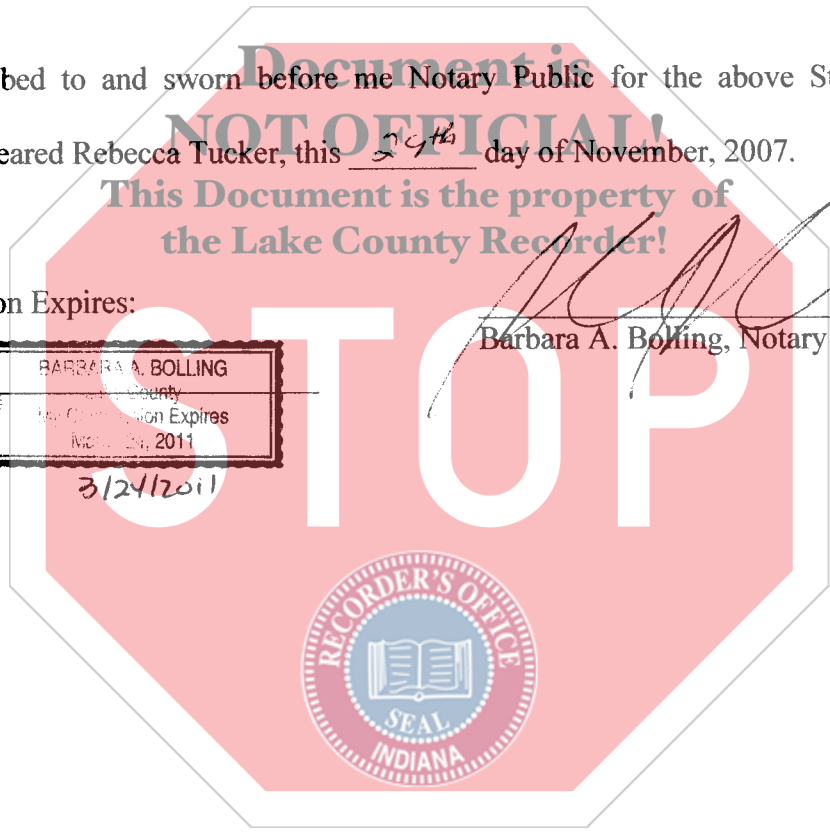 Document is
bed to and sworn before me Notary Public for the above St
NOT OFFICIAL!
eared Rebecca Tucker, this 29th day of November, 2007.
This Document is the property of
the Lake County Recorder!
on Expires:
STOP
Barbara A. Bolling, Notary
BARBARA A. BOLLING
County
My Commission Expires
2011
3/24/2011
RECORDER'S OFFICE
SEAL
INDIANA